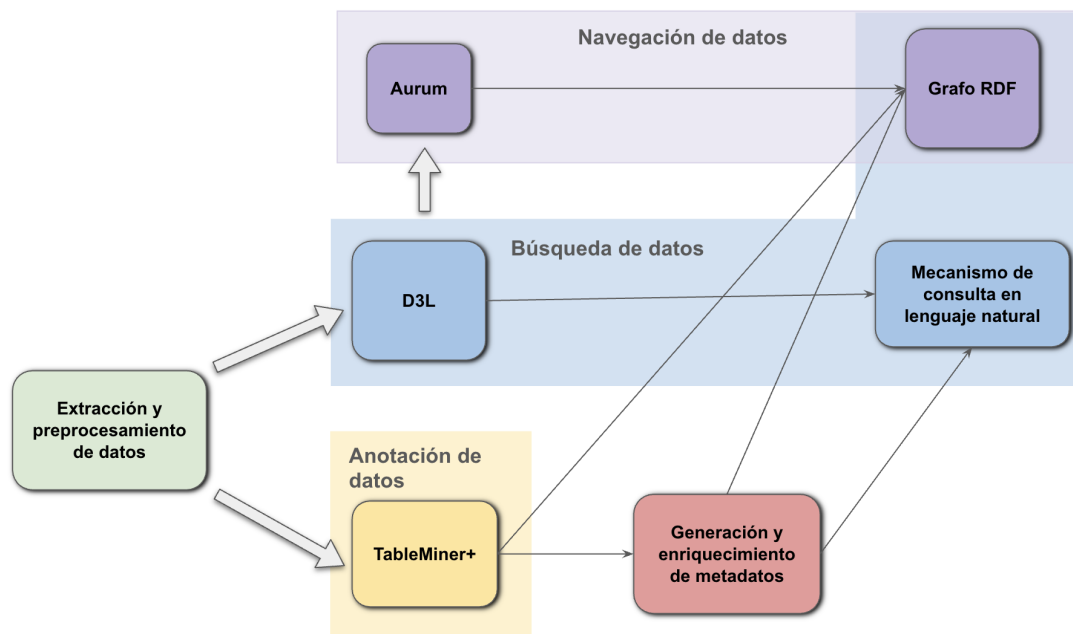 Navegación de datos
Aurum
Grafo RDF
Búsqueda de datos
D3L
Mecanismo de
consulta en
lenguaje natural
Extracción y
preprocesamiento
de datos
Anotación de
datos
TableMiner+
Generación y
enriquecimiento
de metadatos